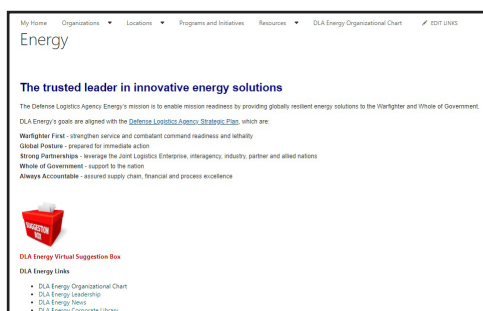 My Home Organizations Locations Programs and Initiatives Resources DLA Energy Organizational Chart EDIT LINKS
Energy
The trusted leader in innovative energy solutions
The Defense Logistics Agency Energy's mission is to enable mission readiness by providing globally resilient energy solutions to the Warfighter and Whole of Government.
DLA Energy's goals are aligned with the Defense Logistics Agency Strategic Plan, which are:
Warfighter First - strengthen service and combatant command readiness and lethality
Global Posture - prepared for immediate action
Strong Partnerships - leverage the Joint Logistics Enterprise, interagency, industry, partner and allied nations
Whole of Government - support to the nation
Always Accountable - assured supply chain, financial and process excellence
SUGGESTION
BOX
DLA Energy Virtual Suggestion Box
DLA Energy Links
• DLA Energy Organizational Chart
• DLA Energy Leadership
• DLA Energy News
• DLA Energy Corporate Library